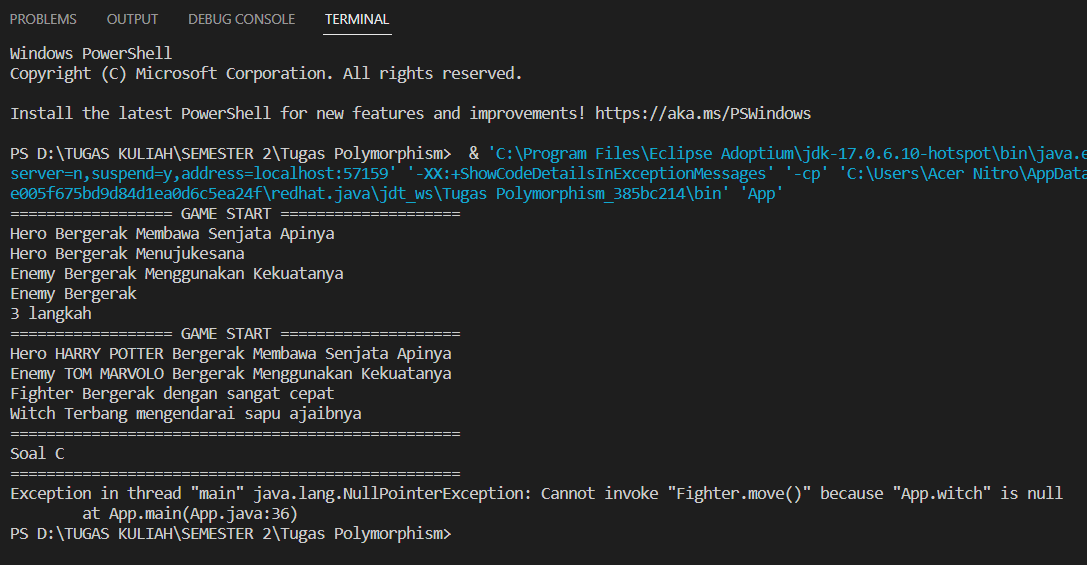 PROBLEMS OUTPUT DEBUG CONSOLE TERMINAL
Windows PowerShell
Copyright (C) Microsoft Corporation. All rights reserved.
Install the latest PowerShell for new features and improvements! https://aka.ms/PSWindows
PS D:\TUGAS KULIAH\SEMESTER 2\Tugas Polymorphism>  & 'C:\Program Files\Eclipse Adoptium\jdk-17.0.6.10-hotspot\bin\java.e
server=n,suspend=y,address=localhost:57159' '-XX:+ShowCodeDetailsInExceptionMessages' '-cp' 'C:\Users\Acer Nitro\AppData
e005f675bd9d84d1ea0d6c5ea24f\redhat.java\jdt_ws\Tugas Polymorphism_385bc214\bin' 'App'
================== GAME START ====================
Hero Bergerak Membawa Senjata Apinya
Hero Bergerak Menujukesana
Enemy Bergerak Menggunakan Kekuatanya
Enemy Bergerak
3 langkah
================== GAME START ====================
Hero HARRY POTTER Bergerak Membawa Senjata Apinya
Enemy TOM MARVOLO Bergerak Menggunakan Kekuatanya
Fighter Bergerak dengan sangat cepat
Witch Terbang mengendarai sapu ajaibnya
==================================================
Soal C
==================================================
Exception in thread "main" java.lang.NullPointerException: Cannot invoke "Fighter.move()" because "App.witch" is null
        at App.main(App.java:36)
PS D:\TUGAS KULIAH\SEMESTER 2\Tugas Polymorphism>